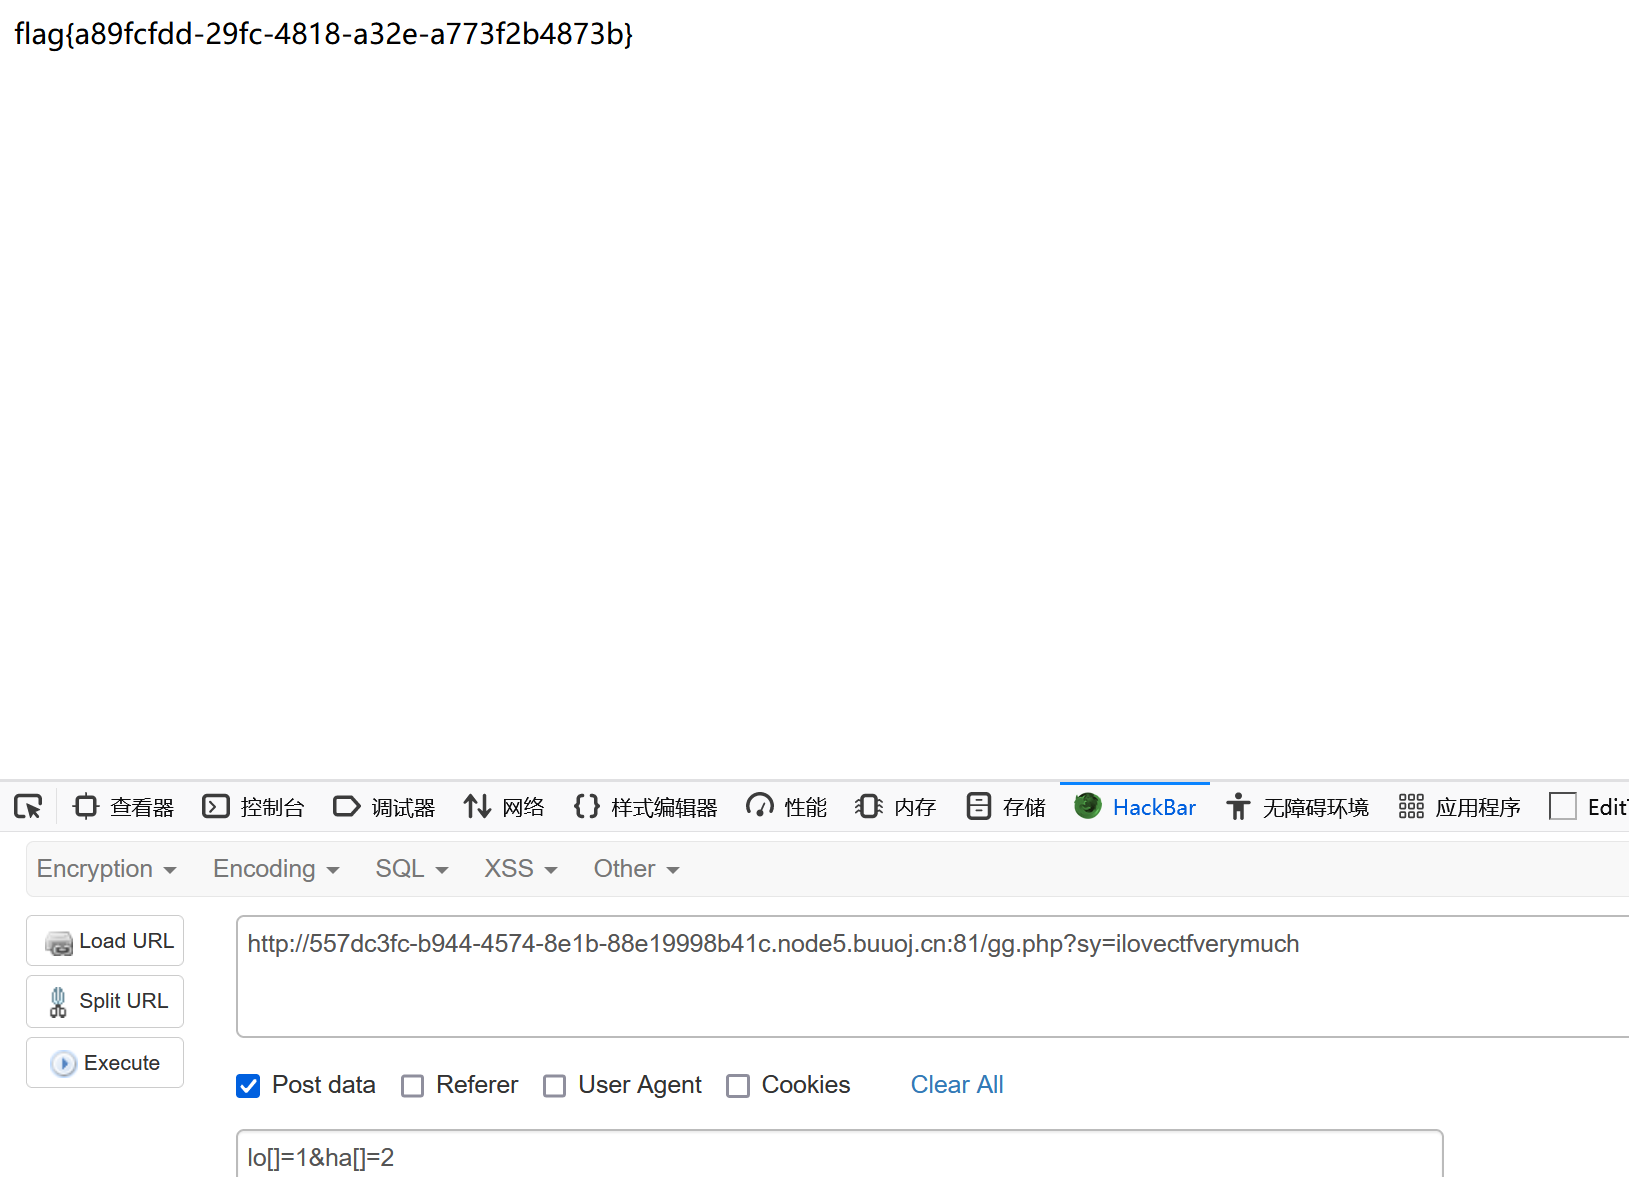 flag{a89fcfdd-29fc-4818-a32e-a773f2b4873b}
查看器 控制台 调试器 网络 {} 样式编辑器 性能 内存 存储 HackBar 无障碍环境 应用程序 Edit
Encryption Encoding SQL XSS Other
Load URL
http://557dc3fc-b944-4574-8e1b-88e19998b41c.node5.buuoj.cn:81/gg.php?sy=ilovectfverymuch
Split URL
Execute
Post data Referer User Agent Cookies Clear All
lo[]=1&ha[]=2